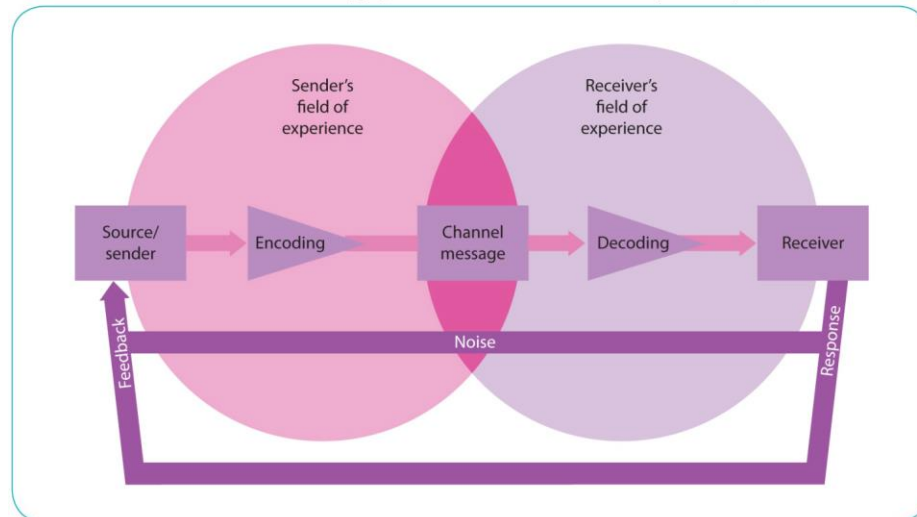 Sender's
field of
experience
Receiver's
field of
experience
Source/
sender
Encoding
Channel
message
Decoding
Receiver
Feedback
Noise
Response